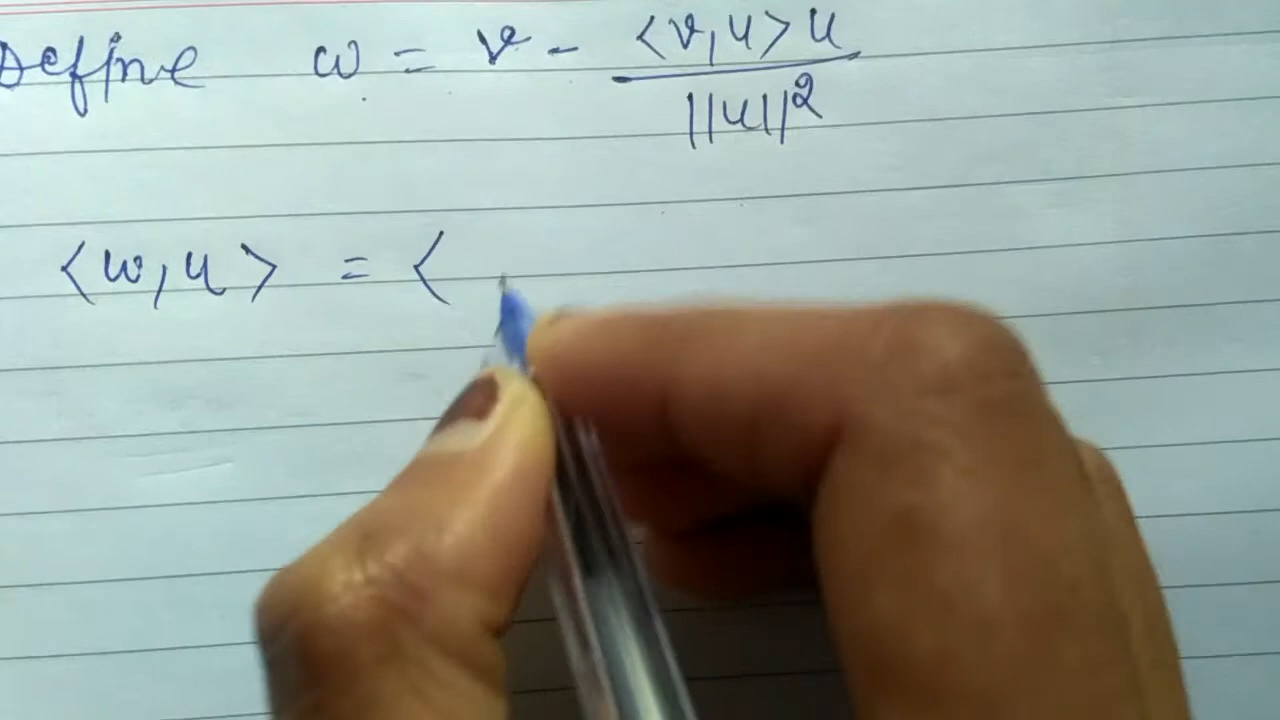 Define w = v - <v,u>u / ||u||²
<w,u> = <